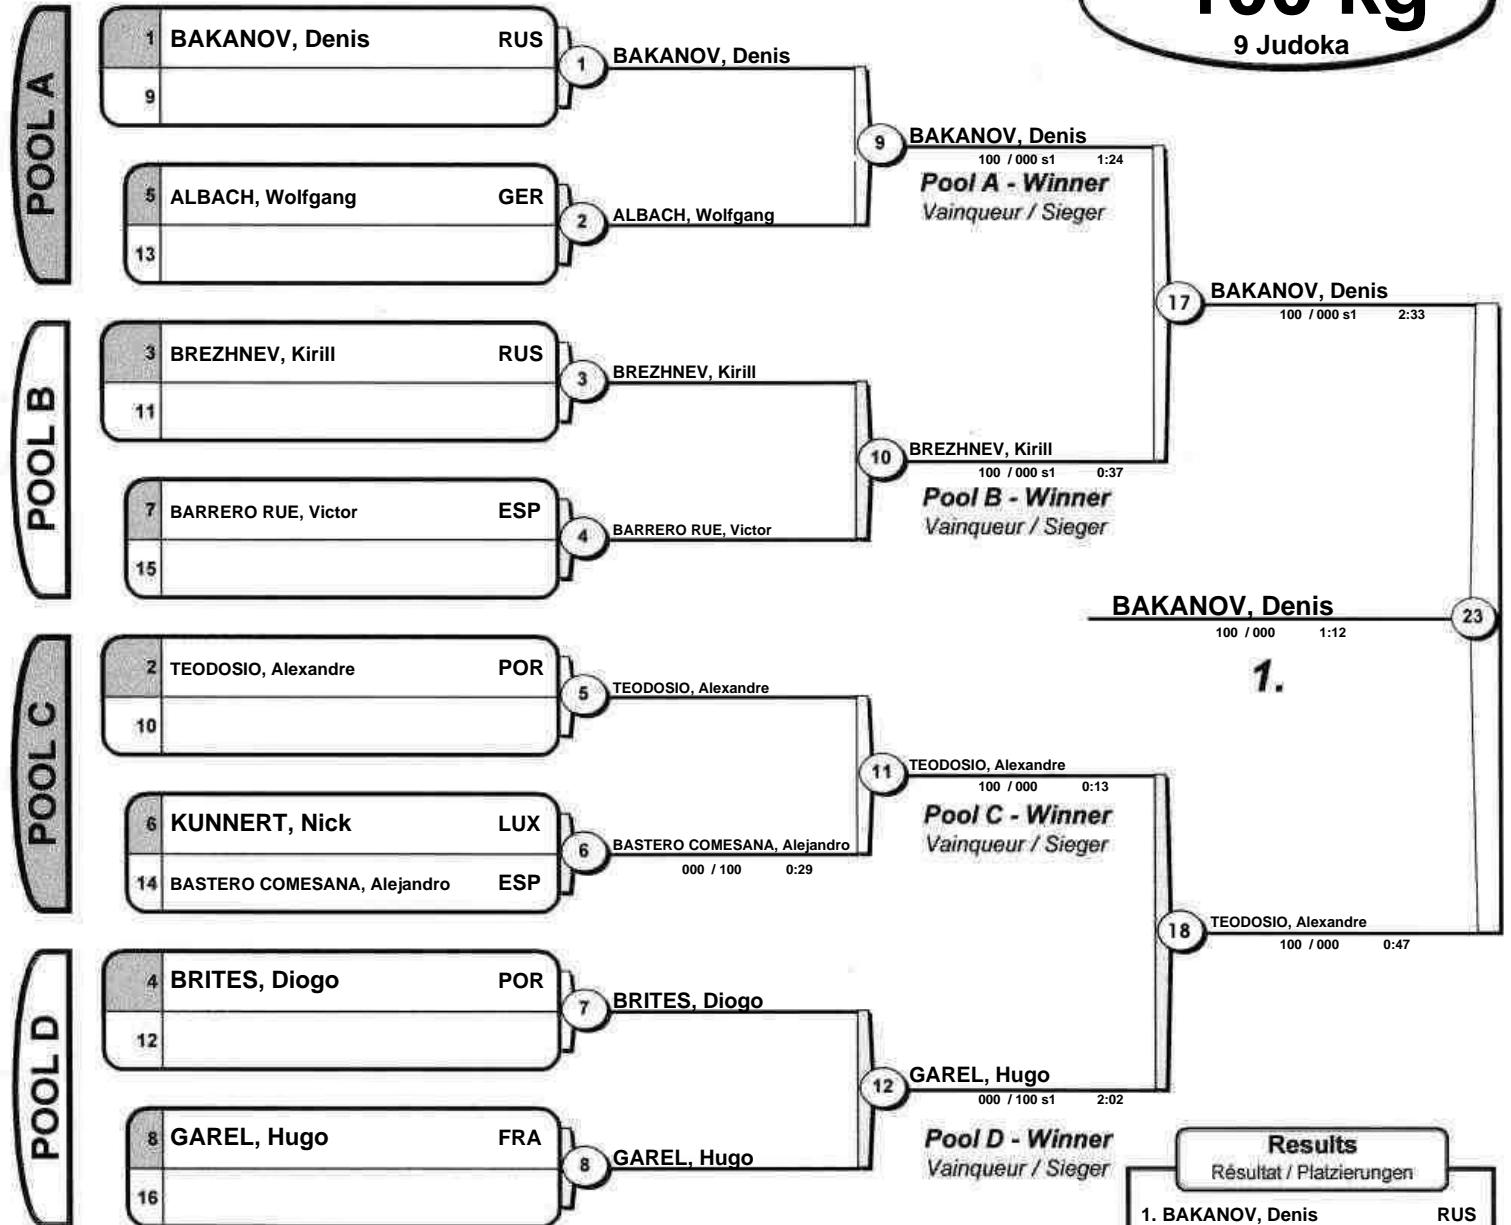 100 kg
9 Judoka
POOL A
1 BAKANOV, Denis RUS
9
5 ALBACH, Wolfgang GER
13
1 BAKANOV, Denis
2 ALBACH, Wolfgang
9 BAKANOV, Denis
100 / 000 s1 1:24
Pool A - Winner
Vainqueur / Sieger
POOL B
3 BREZHNEV, Kirill RUS
11
7 BARRERO RUE, Victor ESP
15
3 BREZHNEV, Kirill
4 BARRERO RUE, Victor
10 BREZHNEV, Kirill
100 / 000 s1 0:37
Pool B - Winner
Vainqueur / Sieger
17 BAKANOV, Denis
100 / 000 s1 2:33
BAKANOV, Denis 23
100 / 000 1:12
1.
POOL C
2 TEODOSIO, Alexandre POR
10
6 KUNNERT, Nick LUX
14 BASTERO COMESANA, Alejandro ESP
5 TEODOSIO, Alexandre
6 BASTERO COMESANA, Alejandro
000 / 100 0:29
11 TEODOSIO, Alexandre
100 / 000 0:13
Pool C - Winner
Vainqueur / Sieger
18 TEODOSIO, Alexandre
100 / 000 0:47
POOL D
4 BRITES, Diogo POR
12
8 GAREL, Hugo FRA
16
7 BRITES, Diogo
8 GAREL, Hugo
12 GAREL, Hugo
000 / 100 s1 2:02
Pool D - Winner
Vainqueur / Sieger
Results
Résultat / Platzierungen
1. BAKANOV, Denis RUS